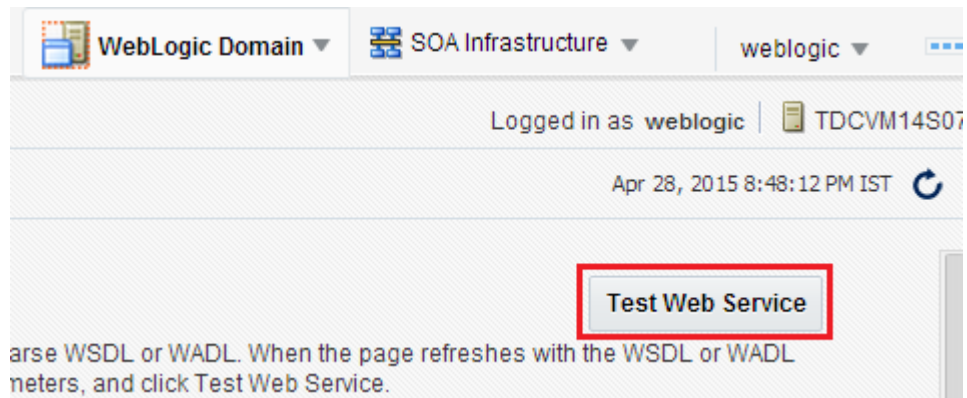 WebLogic Domain SOA Infrastructure weblogic
Logged in as weblogic TDCVM14S07
Apr 28, 2015 8:48:12 PM IST
Test Web Service
arse WSDL or WADL. When the page refreshes with the WSDL or WADL
meters, and click Test Web Service.